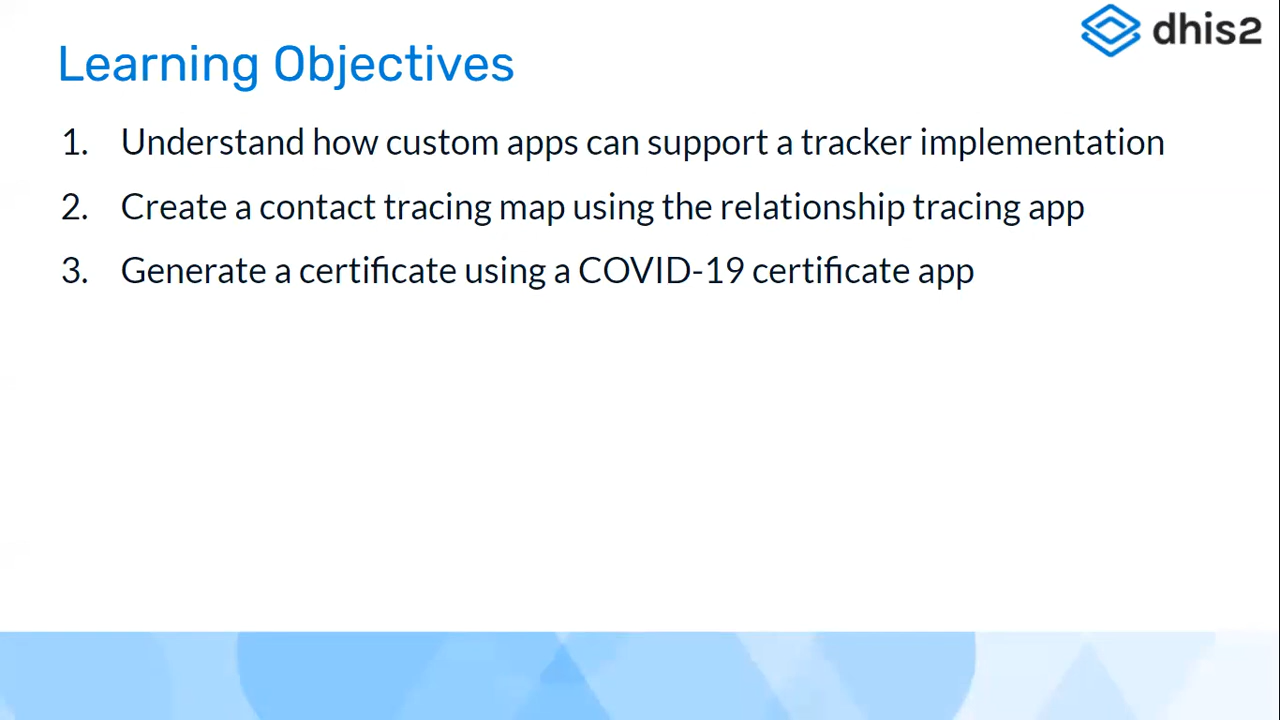 dhis2
Learning Objectives
1. Understand how custom apps can support a tracker implementation
2. Create a contact tracing map using the relationship tracing app
3. Generate a certificate using a COVID-19 certificate app